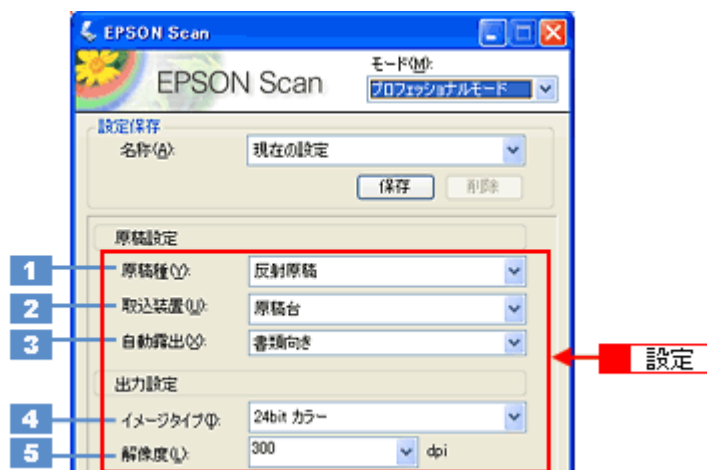 EPSON Scan
EPSON Scan
モード(M):
プロフェッショナルモード
設定保存
名称(A):
現在の設定
保存
削除
原稿設定
1 原稿種(Y): 反射原稿
2 取込装置(U): 原稿台
3 自動露出(X): 書類向き
設定
出力設定
4 イメージタイプ(I): 24bit カラー
5 解像度(L): 300 dpi